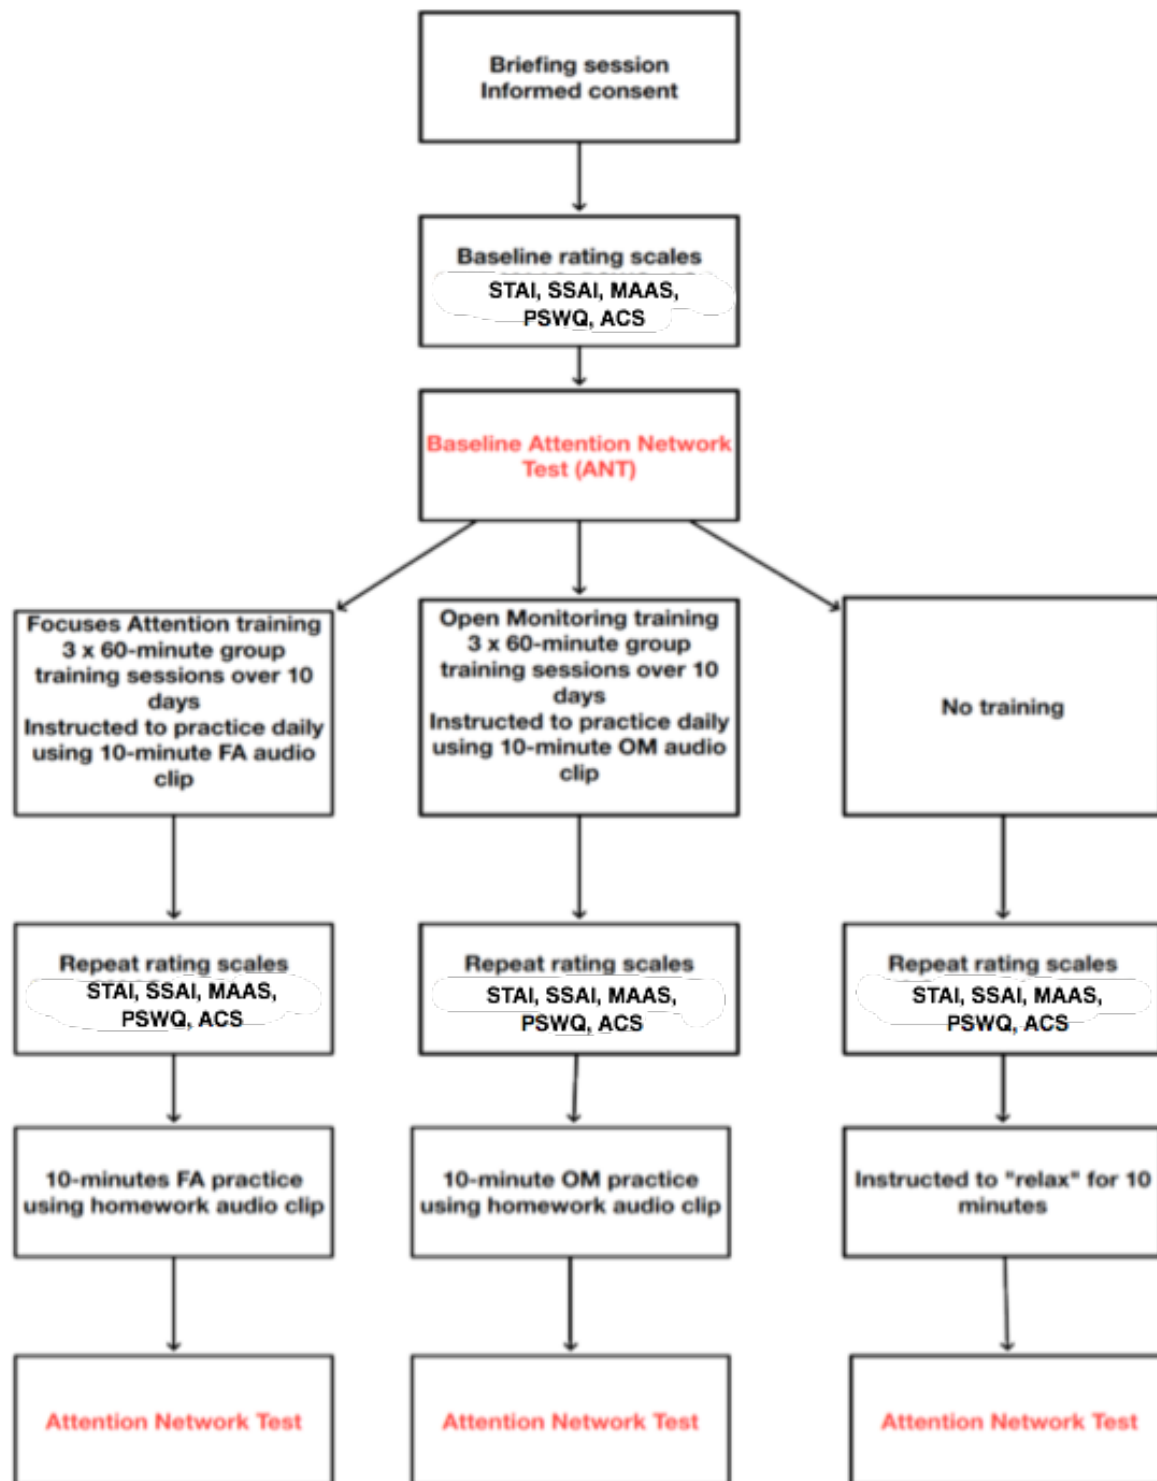 Briefing session
Informed consent
Baseline rating scales
STAI, SSAI, MAAS,
PSWQ, ACS
Baseline Attention Network
Test (ANT)
Focuses Attention training
3 x 60-minute group
training sessions over 10
days
Instructed to practice daily
using 10-minute FA audio
clip
Open Monitoring training
3 x 60-minute group
training sessions over 10
days
Instructed to practice daily
using 10-minute OM audio
clip
No training
Repeat rating scales
STAI, SSAI, MAAS,
PSWQ, ACS
Repeat rating scales
STAI, SSAI, MAAS,
PSWQ, ACS
Repeat rating scales
STAI, SSAI, MAAS,
PSWQ, ACS
10-minutes FA practice
using homework audio clip
10-minute OM practice
using homework audio clip
Instructed to "relax" for 10
minutes
Attention Network Test
Attention Network Test
Attention Network Test